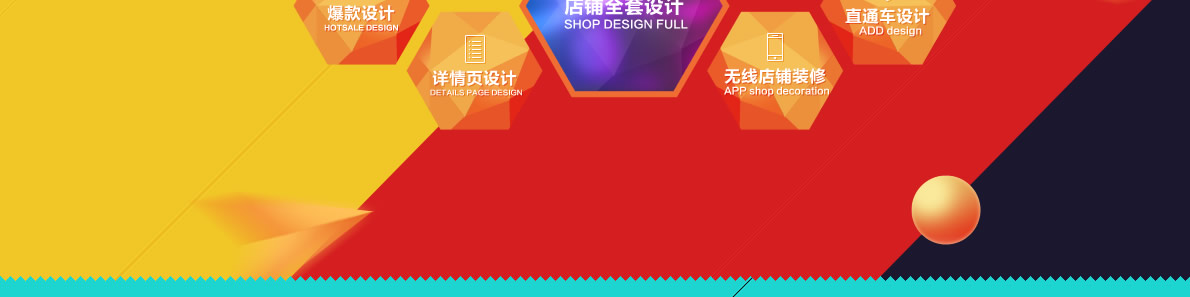 爆款设计
HOTSALE DESIGN
详情页设计
DETAILS PAGE DESIGN
店铺全套设计
SHOP DESIGN FULL
无线店铺装修
APP shop decoration
直通车设计
ADD design